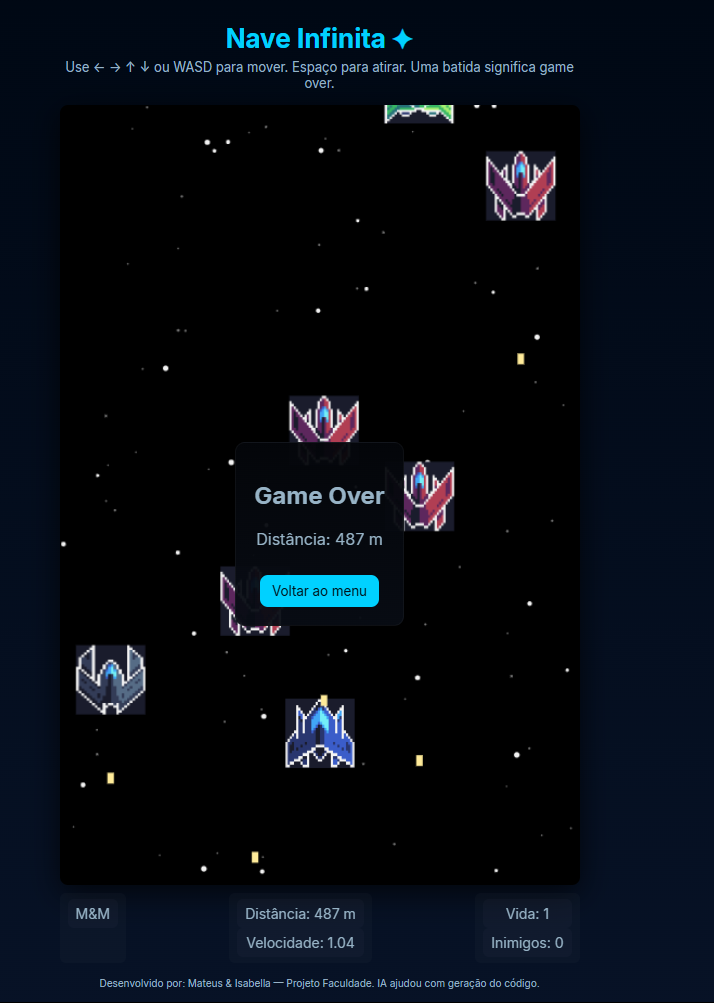 Nave Infinita ✦
Use ← → ↑ ↓ ou WASD para mover. Espaço para atirar. Uma batida significa game
over.
Game Over
Distância: 487 m
Voltar ao menu
M&M
Distância: 487 m
Velocidade: 1.04
Vida: 1
Inimigos: 0
Desenvolvido por: Mateus & Isabella — Projeto Faculdade. IA ajudou com geração do código.